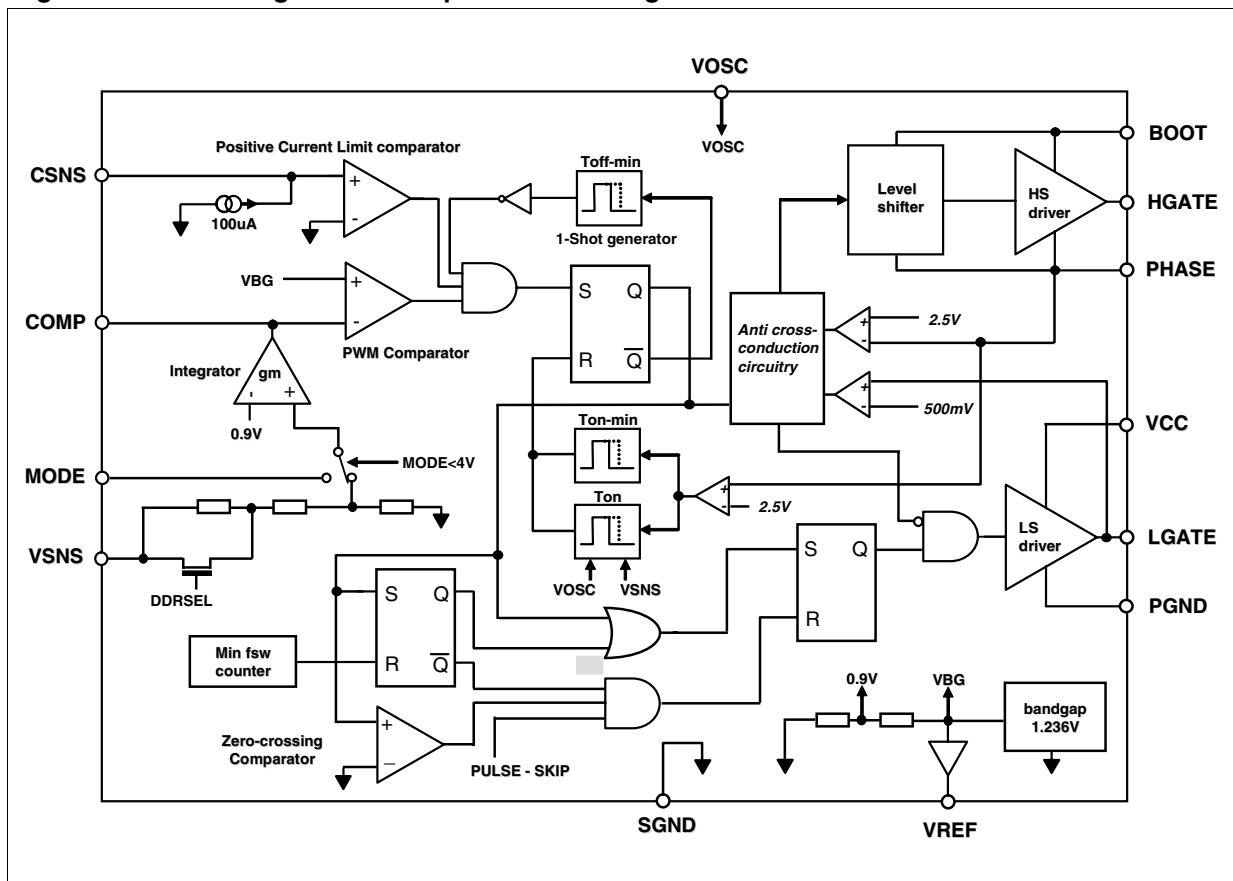 VOSC
VOSC
BOOT
Positive Current Limit comparator
Toff-min
CSNS
+
-
100uA
1-Shot generator
Level
shifter
HS
driver
HGATE
PHASE
VBG
+
-
S
Q
R
Q
COMP
PWM Comparator
Integrator
gm
-
+
0.9V
Anti cross-
conduction
circuitry
+
-
2.5V
+
-
500mV
VCC
MODE
MODE<4V
Ton-min
Ton
+
-
2.5V
VOSC
VSNS
VSNS
DDRSEL
S
Q
R
Q
Min fsw
counter
S
Q
R
LS
driver
LGATE
PGND
Zero-crossing
Comparator
+
–
PULSE - SKIP
0.9V
VBG
bandgap
1.236V
SGND
VREF